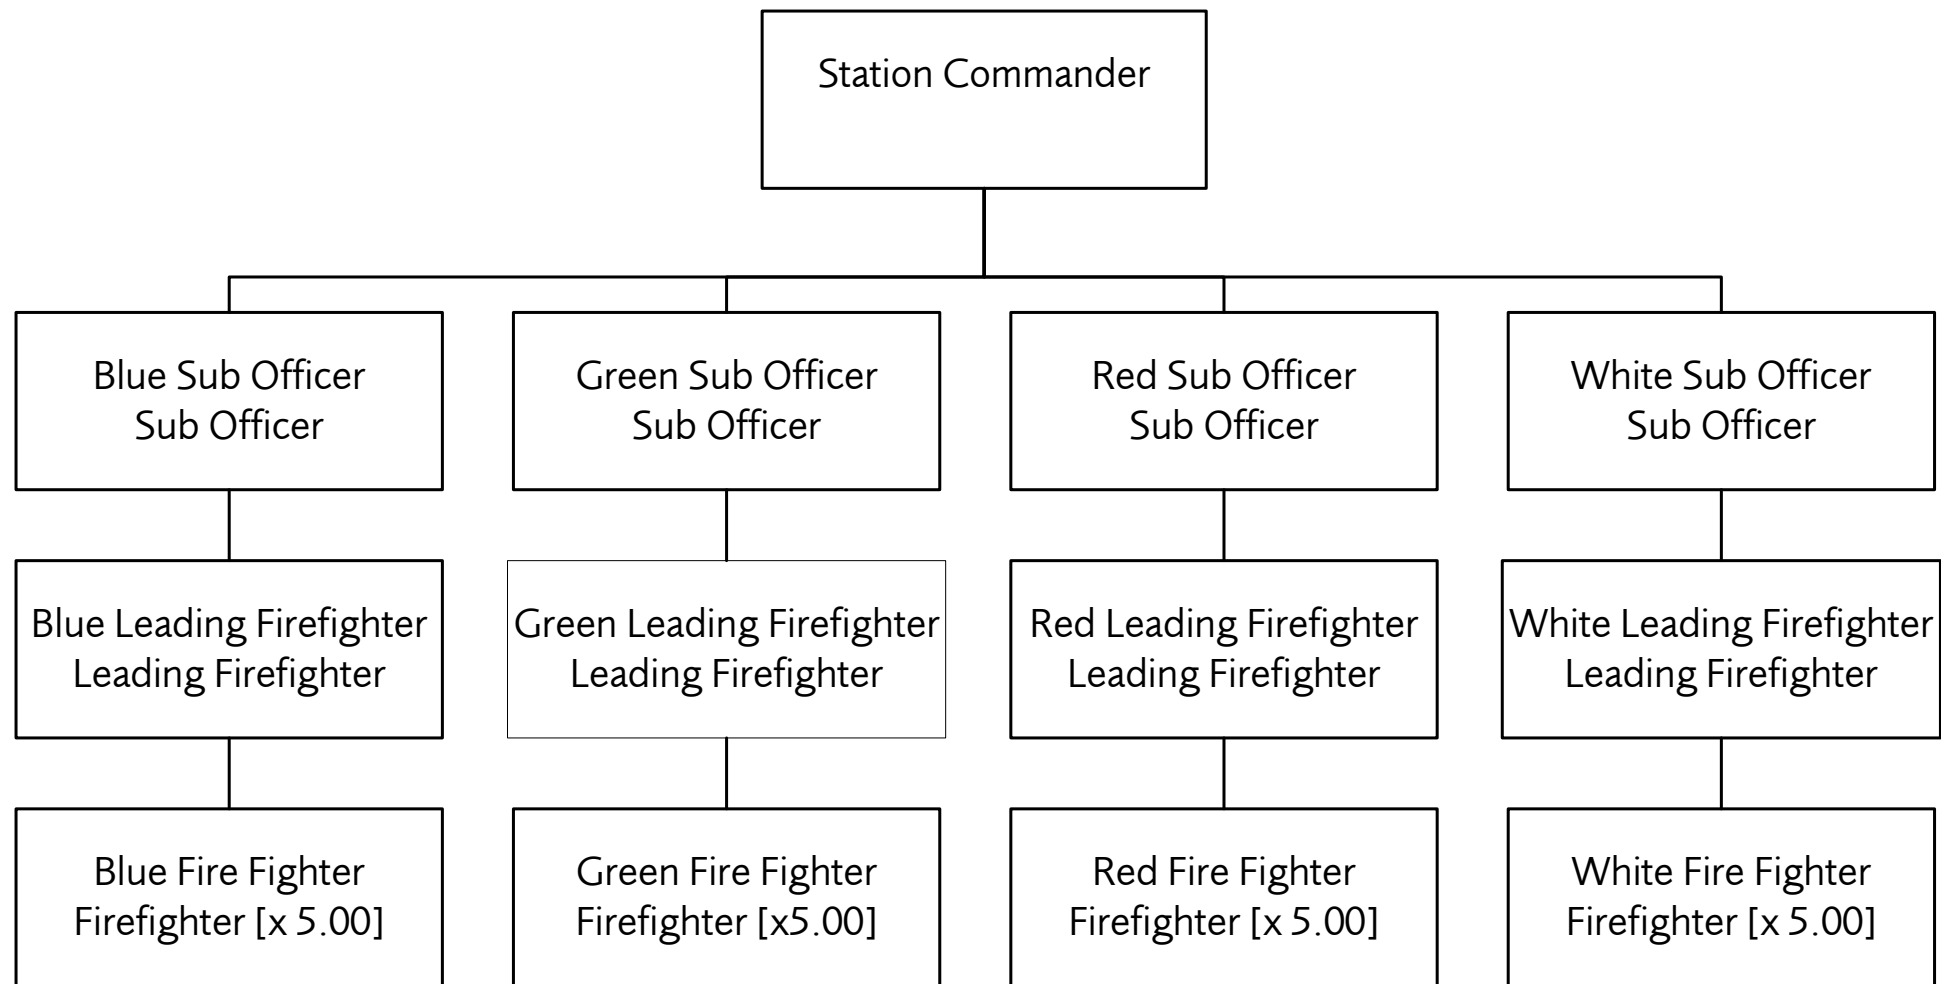 Station Commander
Blue Sub Officer
Sub Officer
Green Sub Officer
Sub Officer
Red Sub Officer
Sub Officer
White Sub Officer
Sub Officer
Blue Leading Firefighter
Leading Firefighter
Green Leading Firefighter
Leading Firefighter
Red Leading Firefighter
Leading Firefighter
White Leading Firefighter
Leading Firefighter
Blue Fire Fighter
Firefighter [x 5.00]
Green Fire Fighter
Firefighter [x5.00]
Red Fire Fighter
Firefighter [x 5.00]
White Fire Fighter
Firefighter [x 5.00]